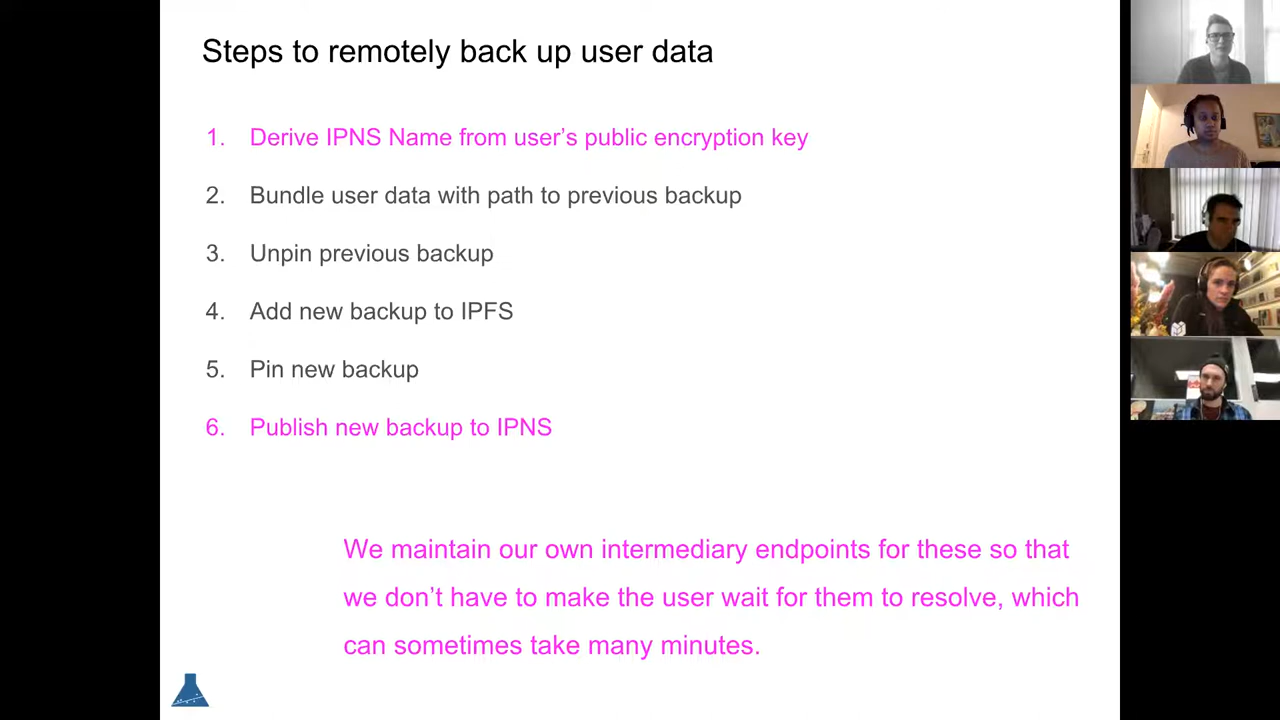 Steps to remotely back up user data
1. Derive IPNS Name from user’s public encryption key
2. Bundle user data with path to previous backup
3. Unpin previous backup
4. Add new backup to IPFS
5. Pin new backup
6. Publish new backup to IPNS
We maintain our own intermediary endpoints for these so that
we don’t have to make the user wait for them to resolve, which
can sometimes take many minutes.